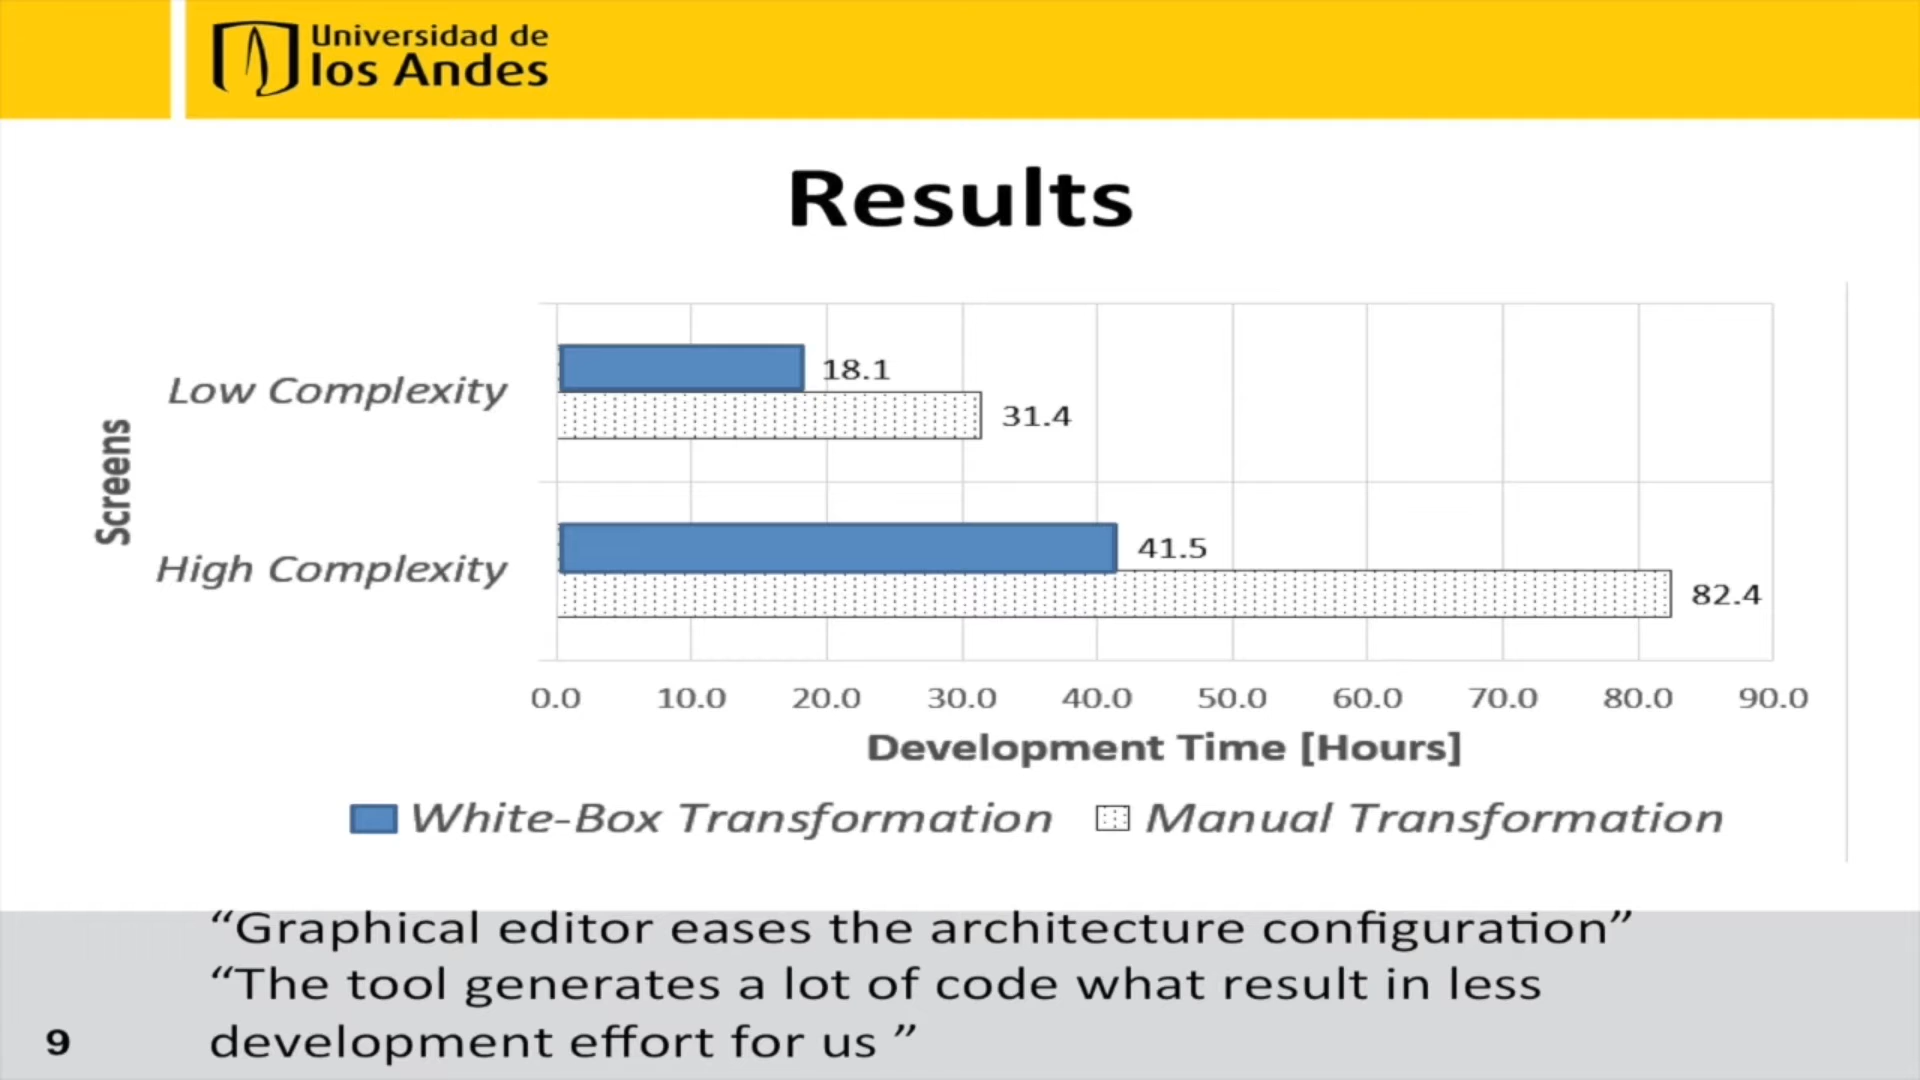 Universidad de
los Andes
Results
Screens
Low Complexity
18.1
31.4
High Complexity
41.5
82.4
0.0 10.0 20.0 30.0 40.0 50.0 60.0 70.0 80.0 90.0
Development Time [Hours]
White-Box Transformation Manual Transformation
“Graphical editor eases the architecture configuration”
“The tool generates a lot of code what result in less
development effort for us ”
9